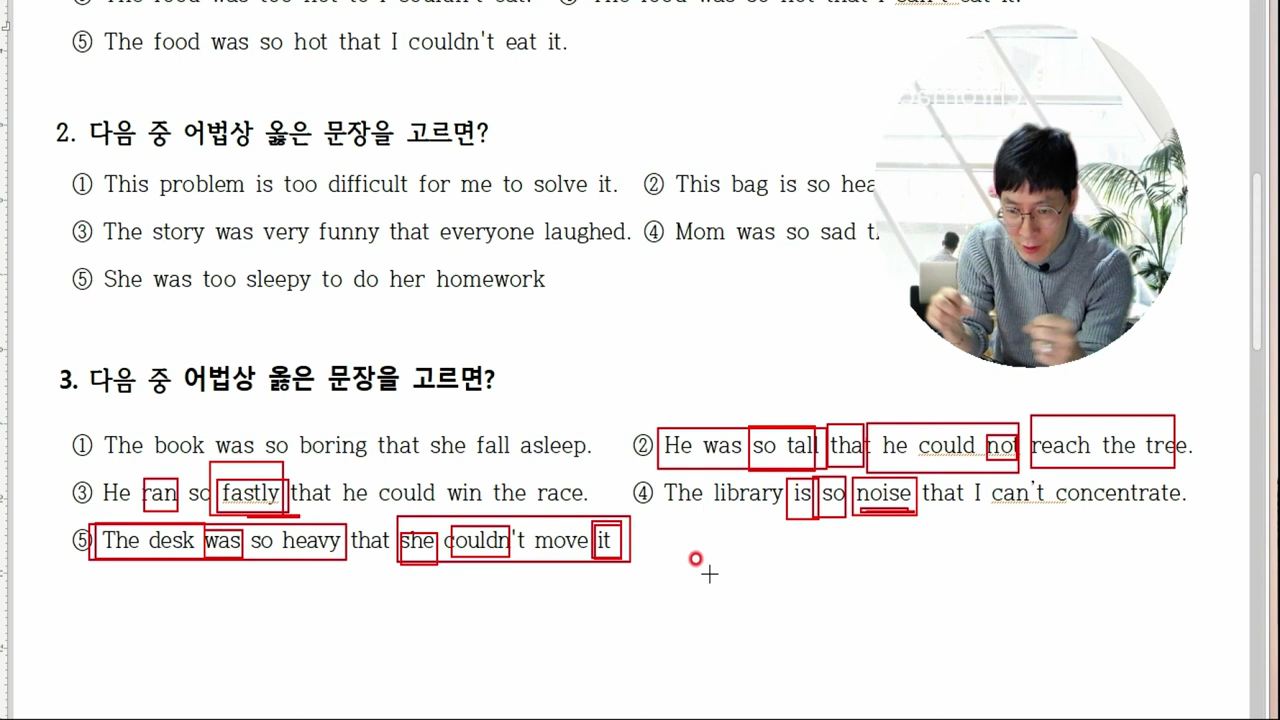 ⑤ The food was so hot that I couldn't eat it.
2. 다음 중 어법상 옳은 문장을 고르면?
① This problem is too difficult for me to solve it. ② This bag is so hea
③ The story was very funny that everyone laughed. ④ Mom was so sad t
⑤ She was too sleepy to do her homework
3. 다음 중 어법상 옳은 문장을 고르면?
① The book was so boring that she fall asleep. ② He was so tall that he could not reach the tree.
③ He ran so fastly that he could win the race. ④ The library is so noise that I can't concentrate.
⑤ The desk was so heavy that she couldn't move it